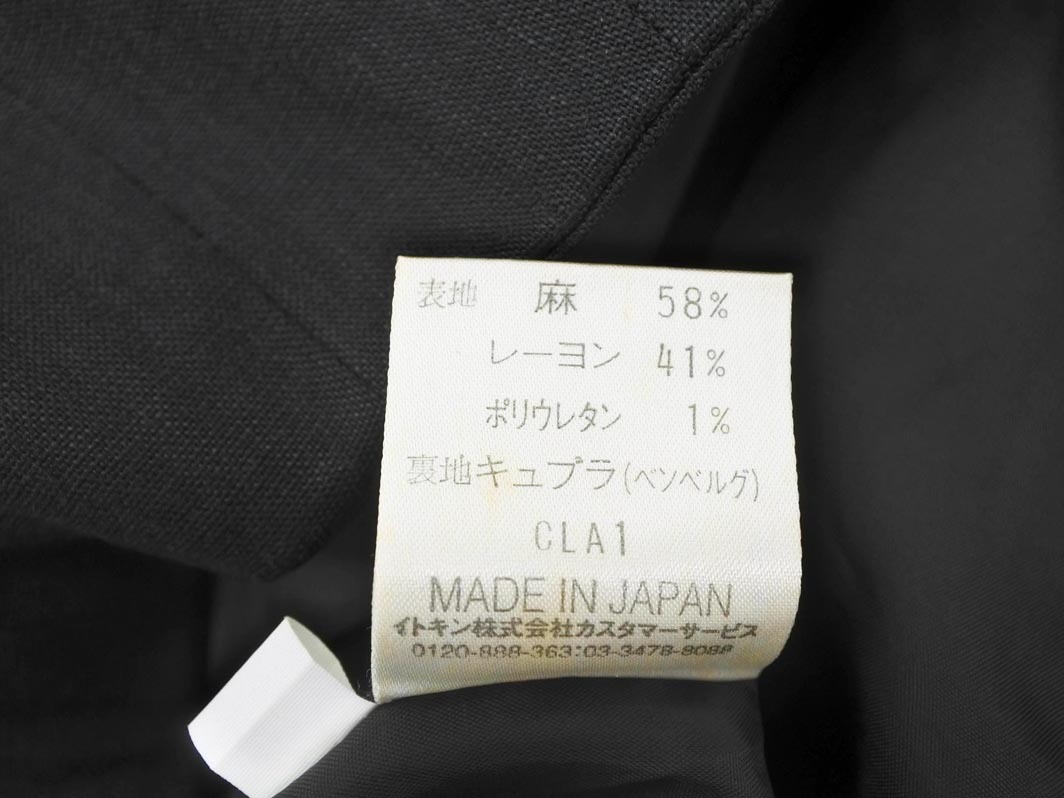 表地 麻 58%
レーヨン 41%
ポリウレタン 1%
裏地キュプラ(ベンベルグ)
CLA1
MADE IN JAPAN
イトキン株式会社カスタマーサービス
0120-888-363:03-3478-8088